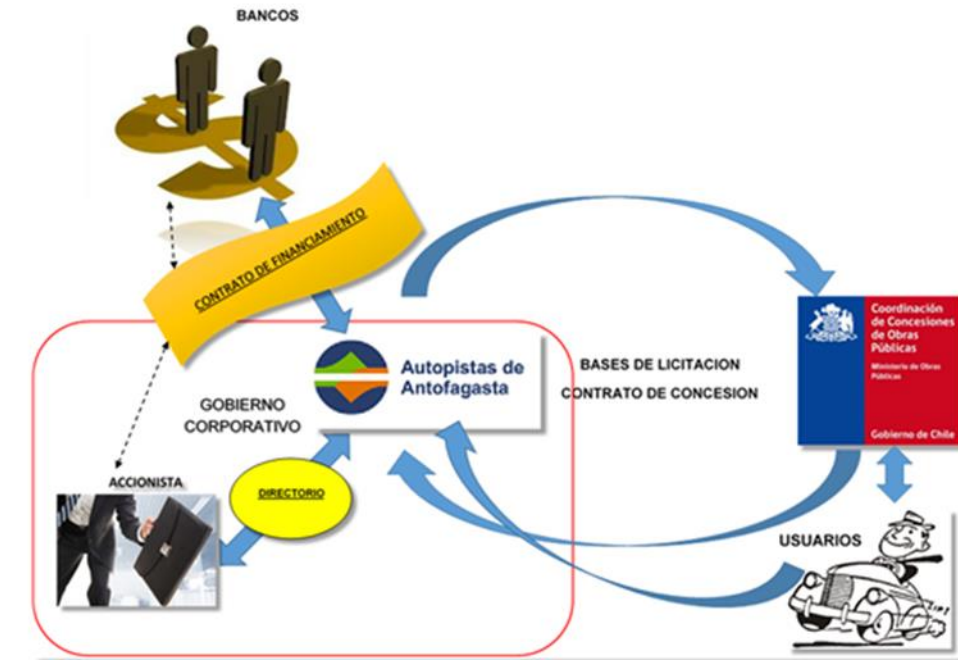 BANCOS
CONTRATO DE FINANCIAMIENTO
Autopistas de
Antofagasta
GOBIERNO
CORPORATIVO
BASES DE LICITACION
CONTRATO DE CONCESION
Coordinación
de Concesiones
de Obras
Públicas
Ministerio de Obras
Públicas
Gobierno de Chile
ACCIONISTA
DIRECTORIO
USUARIOS
ZIP!